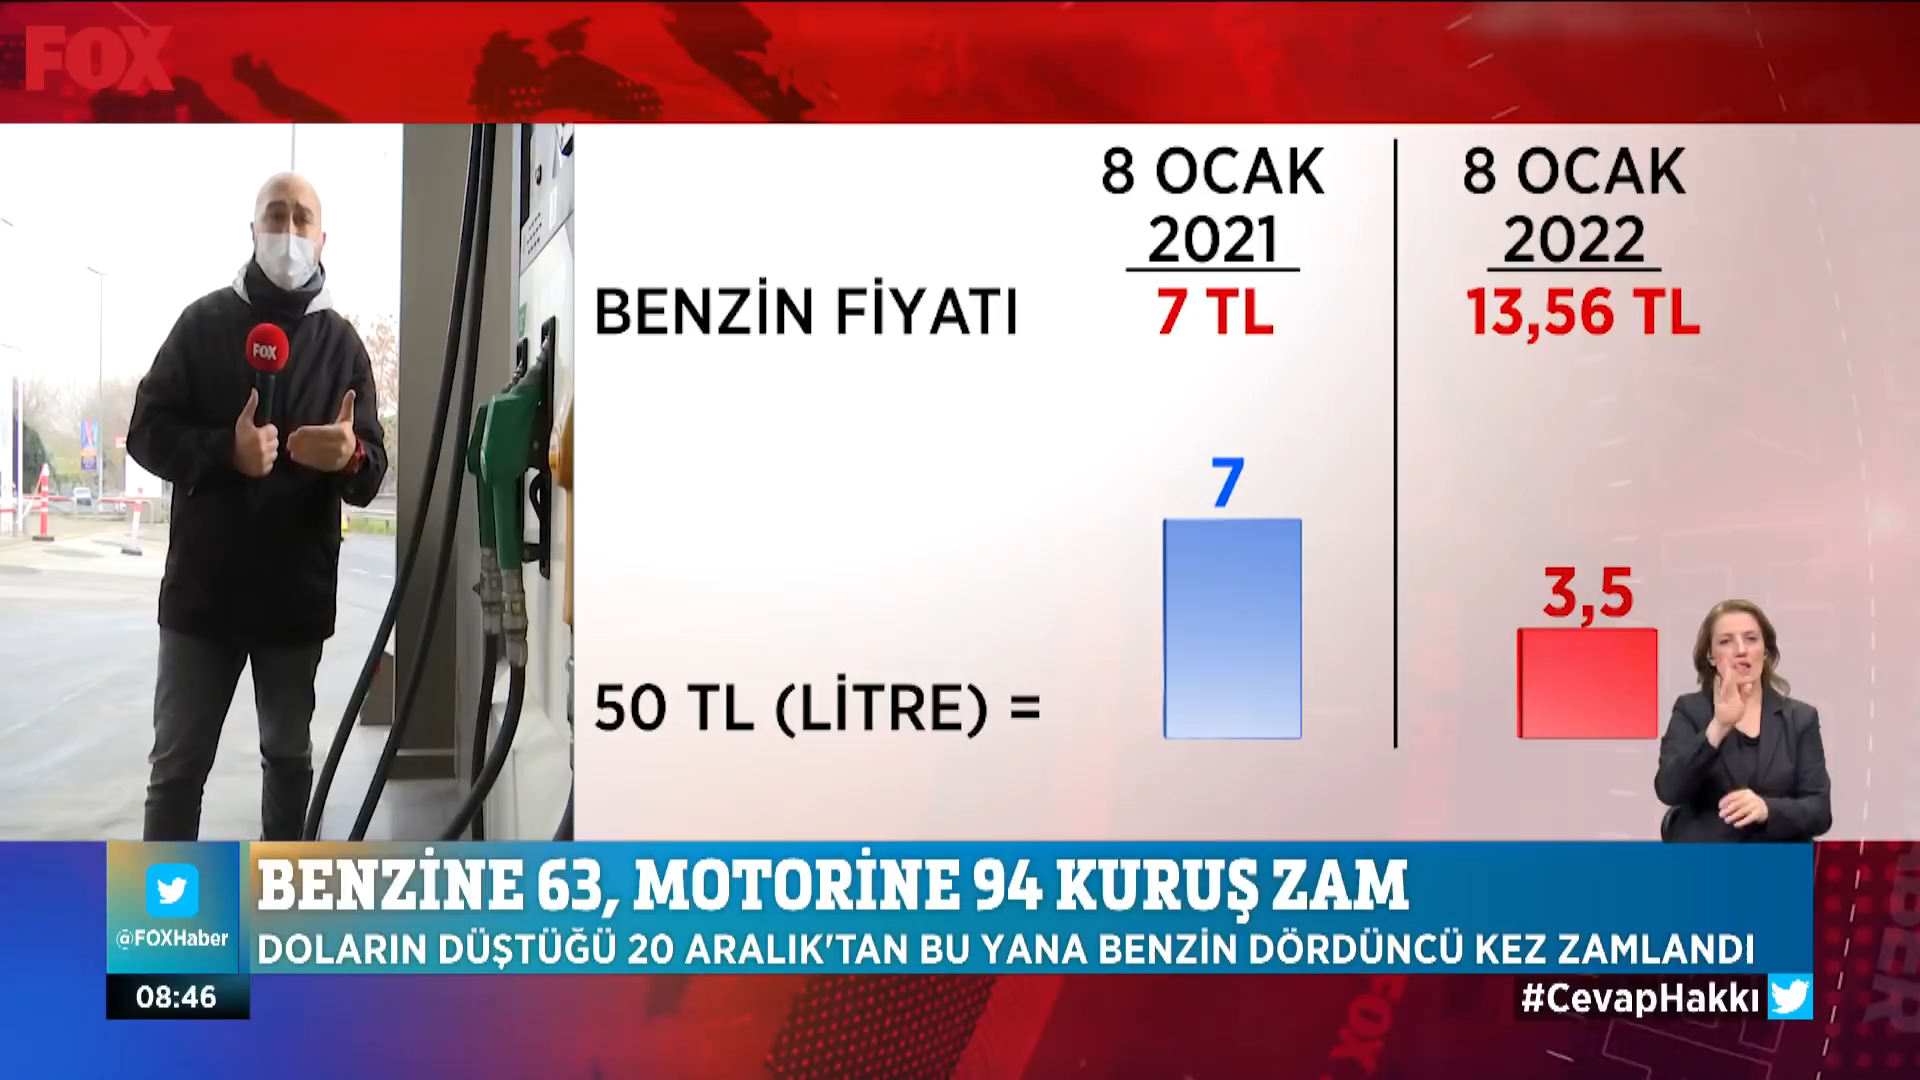 FOX
8 OCAK
2021
8 OCAK
2022
BENZİN FİYATI
7 TL
13,56 TL
FOX
7
3,5
50 TL (LİTRE) =
BENZİNE 63, MOTORİNE 94 KURUŞ ZAM
@FOXHaber
DOLARIN DÜŞTÜĞÜ 20 ARALIK'TAN BU YANA BENZİN DÖRDÜNCÜ KEZ ZAMLANDI
08:46
#CevapHakkı
FOX